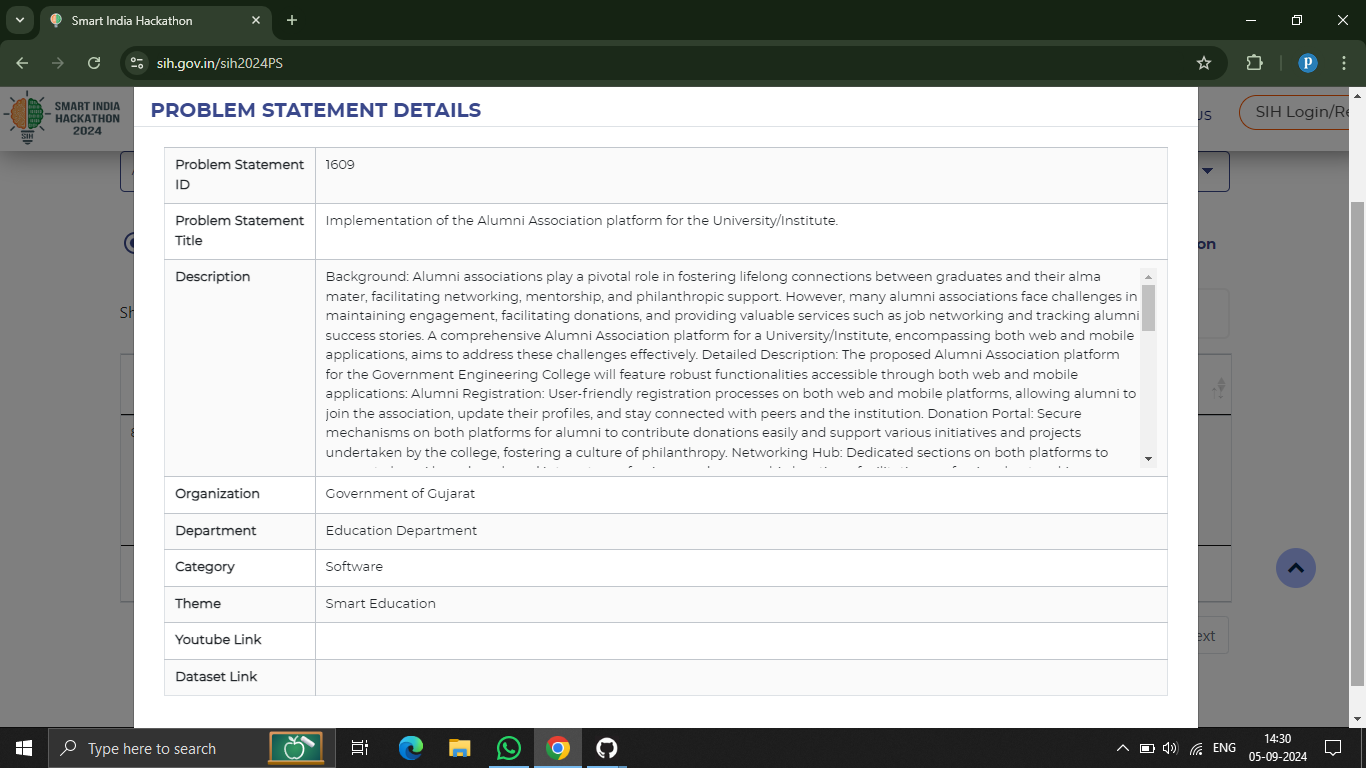 Smart India Hackathon
sih.gov.in/sih2024PS
p
SMART INDIA
HACKATHON
2024
SIH
PROBLEM STATEMENT DETAILS
US
SIH Login/Re
Problem Statement
ID
1609
Problem Statement
Title
Implementation of the Alumni Association platform for the University/Institute.
on
Sh
Description
Background: Alumni associations play a pivotal role in fostering lifelong connections between graduates and their alma
mater, facilitating networking, mentorship, and philanthropic support. However, many alumni associations face challenges in
maintaining engagement, facilitating donations, and providing valuable services such as job networking and tracking alumni
success stories. A comprehensive Alumni Association platform for a University/Institute, encompassing both web and mobile
applications, aims to address these challenges effectively. Detailed Description: The proposed Alumni Association platform
for the Government Engineering College will feature robust functionalities accessible through both web and mobile
applications: Alumni Registration: User-friendly registration processes on both web and mobile platforms, allowing alumni to
join the association, update their profiles, and stay connected with peers and the institution. Donation Portal: Secure
mechanisms on both platforms for alumni to contribute donations easily and support various initiatives and projects
undertaken by the college, fostering a culture of philanthropy. Networking Hub: Dedicated sections on both platforms to
Organization
Government of Gujarat
Department
Education Department
Category
Software
Theme
Smart Education
Youtube Link
ext
Dataset Link
Type here to search
ENG
14:30
05-09-2024